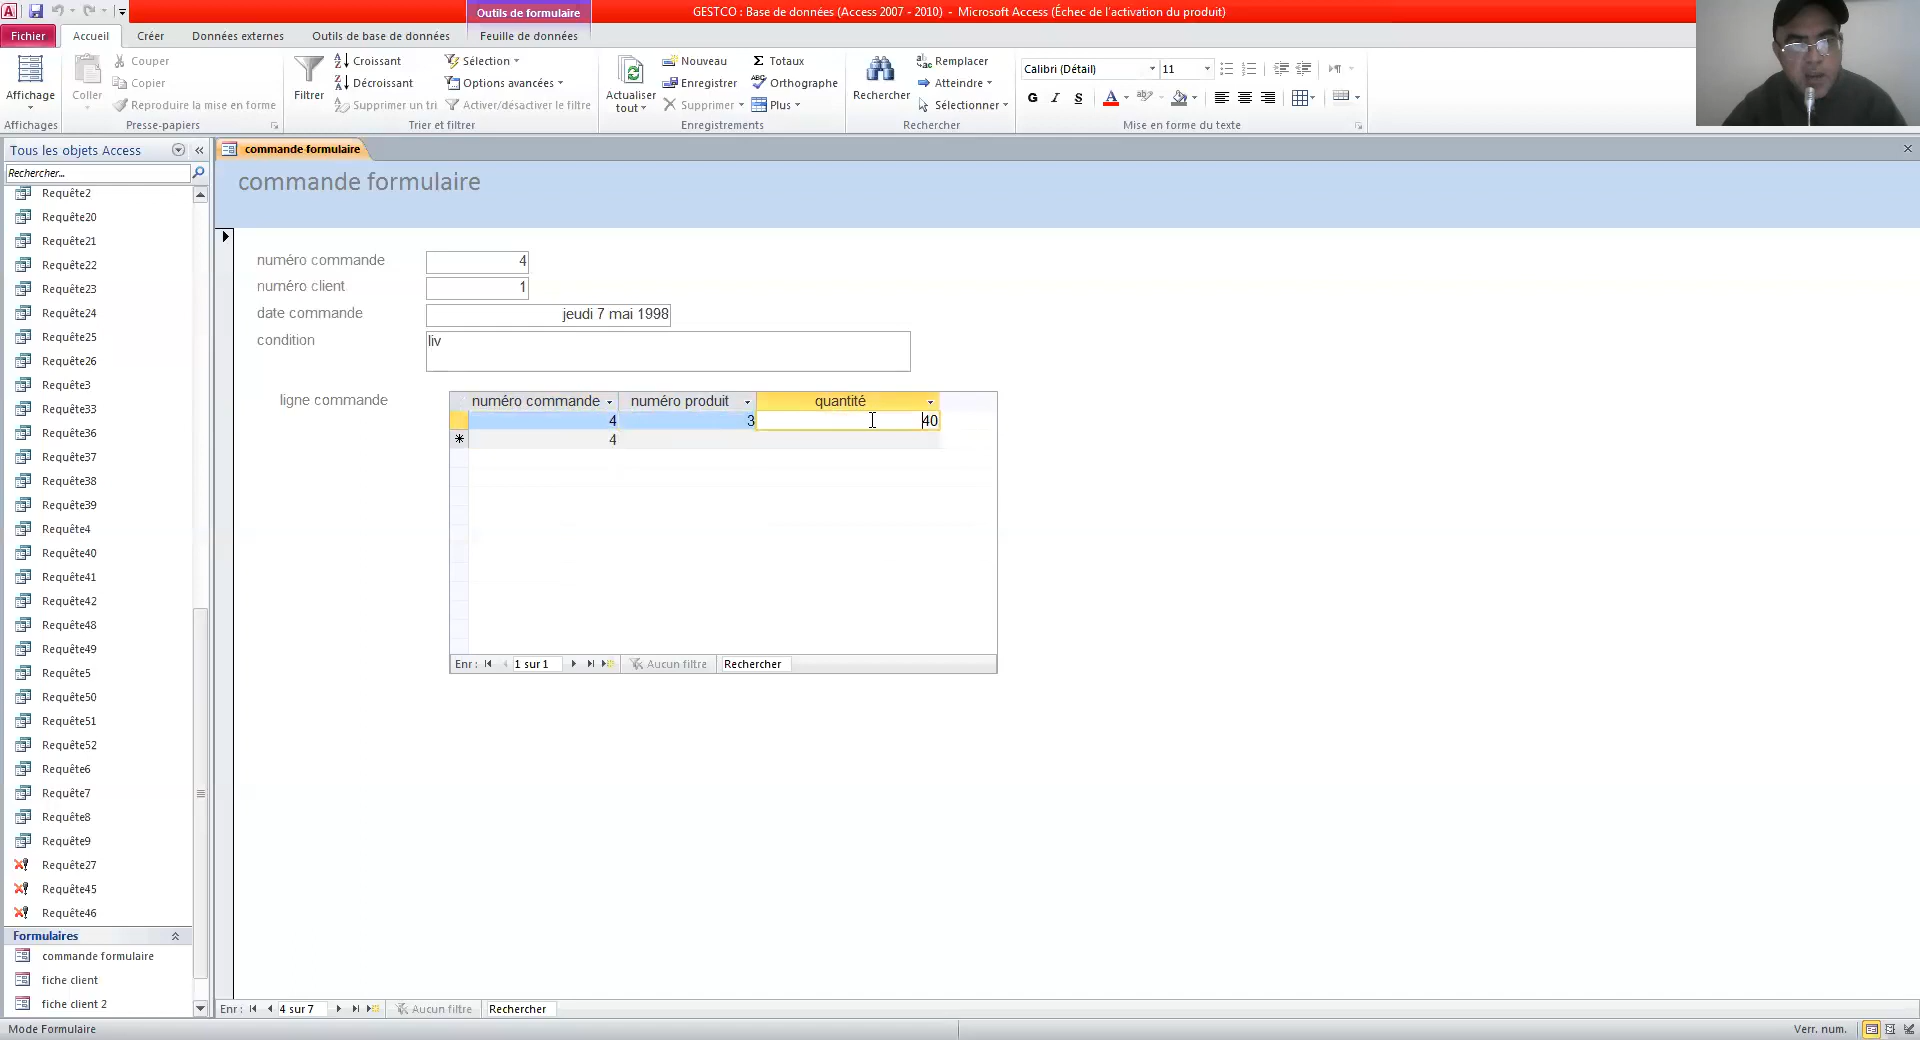 Outils de formulaire
GESTCO : Base de données (Access 2007 - 2010) - Microsoft Access (Échec de l'activation du produit)
Fichier Accueil Créer Données externes Outils de base de données Feuille de données
Affichage
Affichages
Coller
Couper
Copier
Reproduire la mise en forme
Presse-papiers
Filtrer
Croissant
Décroissant
Supprimer un tri
Sélection
Options avancées
Activer/désactiver le filtre
Trier et filtrer
Actualiser
tout
Nouveau
Enregistrer
Supprimer
Totaux
Orthographe
Plus
Enregistrements
Rechercher
Remplacer
Atteindre
Sélectionner
Rechercher
Calibri (Détail) 11
G I S A
Mise en forme du texte
Tous les objets Access
Rechercher...
Requête2
Requête20
Requête21
Requête22
Requête23
Requête24
Requête25
Requête26
Requête3
Requête33
Requête36
Requête37
Requête38
Requête39
Requête4
Requête40
Requête41
Requête42
Requête48
Requête49
Requête5
Requête50
Requête51
Requête52
Requête6
Requête7
Requête8
Requête9
Requête27
Requête45
Requête46
Formulaires
commande formulaire
fiche client
fiche client 2
commande formulaire
commande formulaire
numéro commande 4
numéro client 1
date commande jeudi 7 mai 1998
condition liv
ligne commande
numéro commande numéro produit quantité
4 3 40
4
Enr : 1 sur 1 Aucun filtre Rechercher
Enr : 4 sur 7 Aucun filtre Rechercher
Mode Formulaire Verr. num.